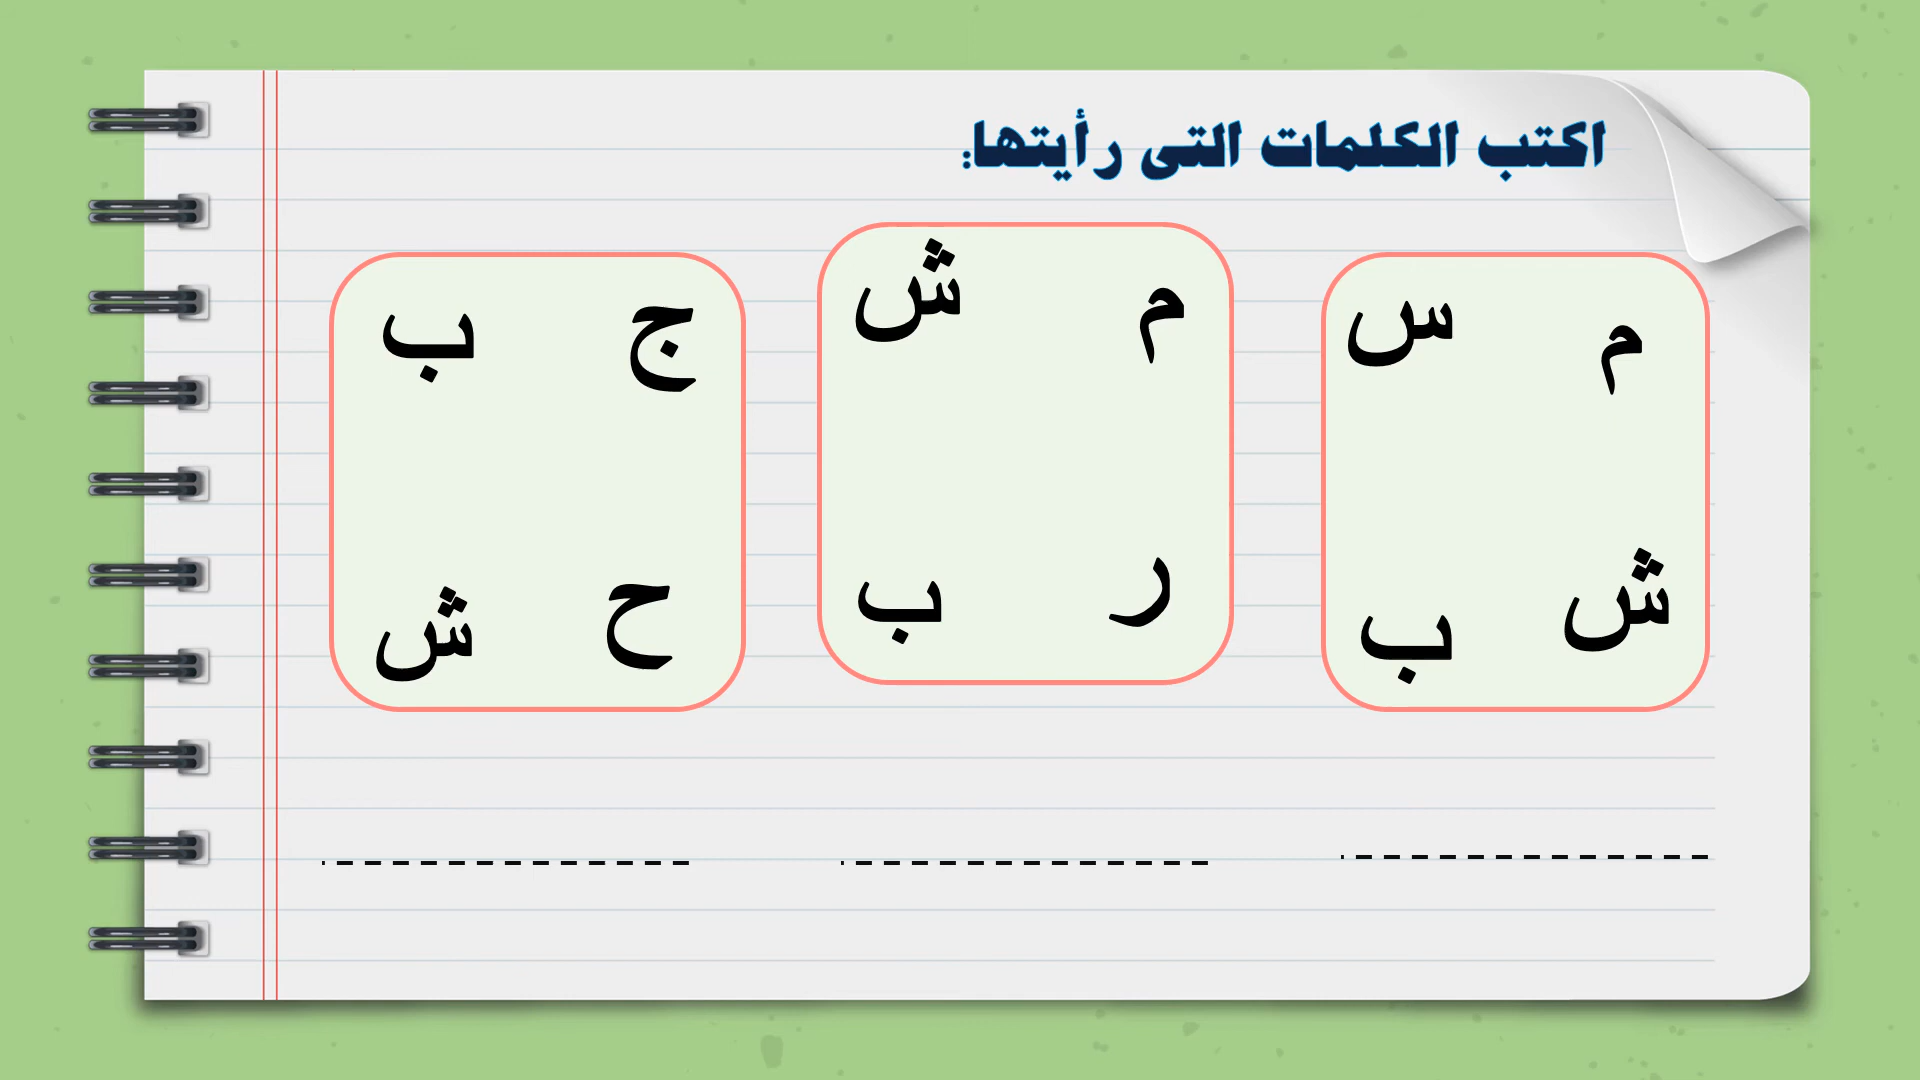 اكتب الكلمات التى رأيتها:
م س
ش ب
م ش
ر ب
ج ب
ح ش